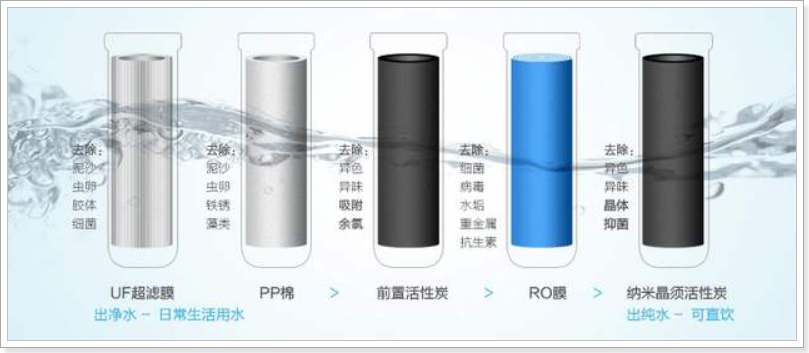 去除：
泥沙
虫卵
胶体
细菌
去除：
泥沙
虫卵
铁锈
藻类
去除：
异色
异味
吸附
余氯
去除：
细菌
病毒
水垢
重金属
抗生素
去除：
异色
异味
晶体
抑菌
UF超滤膜 PP棉 > 前置活性炭 > RO膜 > 纳米晶须活性炭
出净水 - 日常生活用水 出纯水 - 可直饮